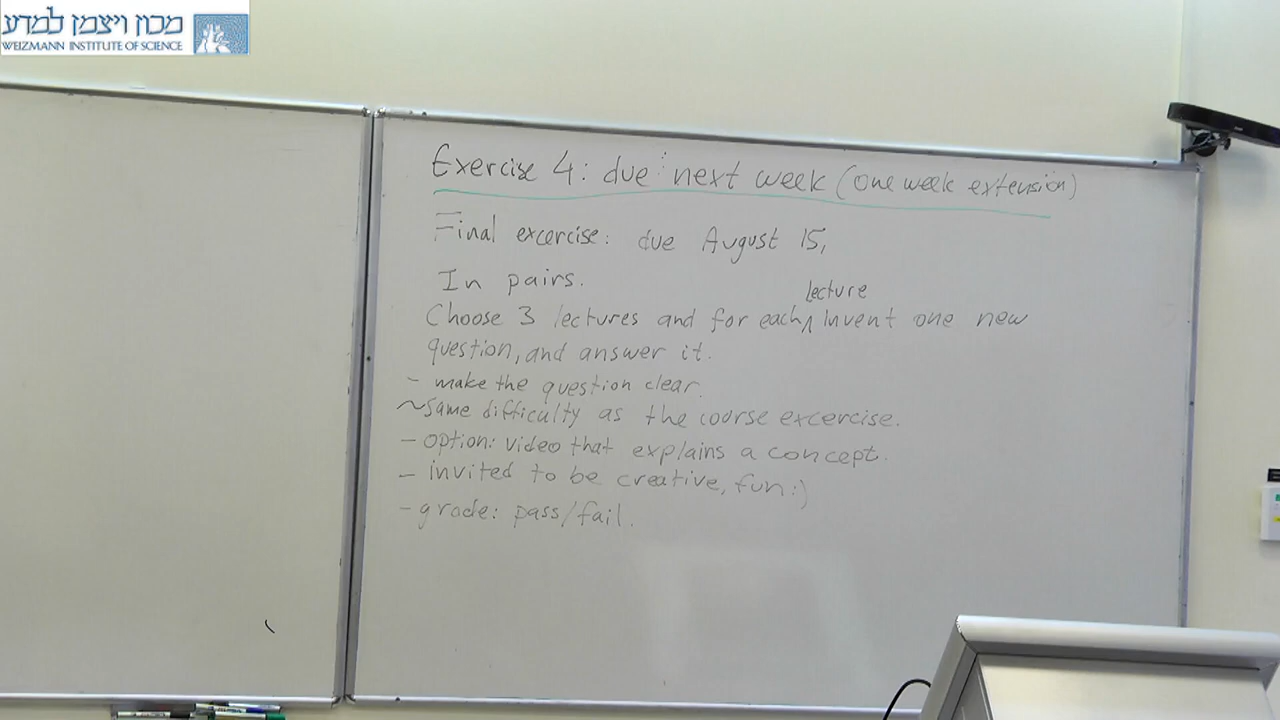 מכון ויצמן למדע
WEIZMANN INSTITUTE OF SCIENCE
Exercise 4: due next week (one week extension)
Final excercise: due August 15,
In pairs.
lecture
Choose 3 lectures and for each ∧ invent one new
question, and answer it.
- make the question clear.
~same difficulty as the course excercise.
- option: video that explains a concept.
- invited to be creative, fun:)
- grade: pass/fail.